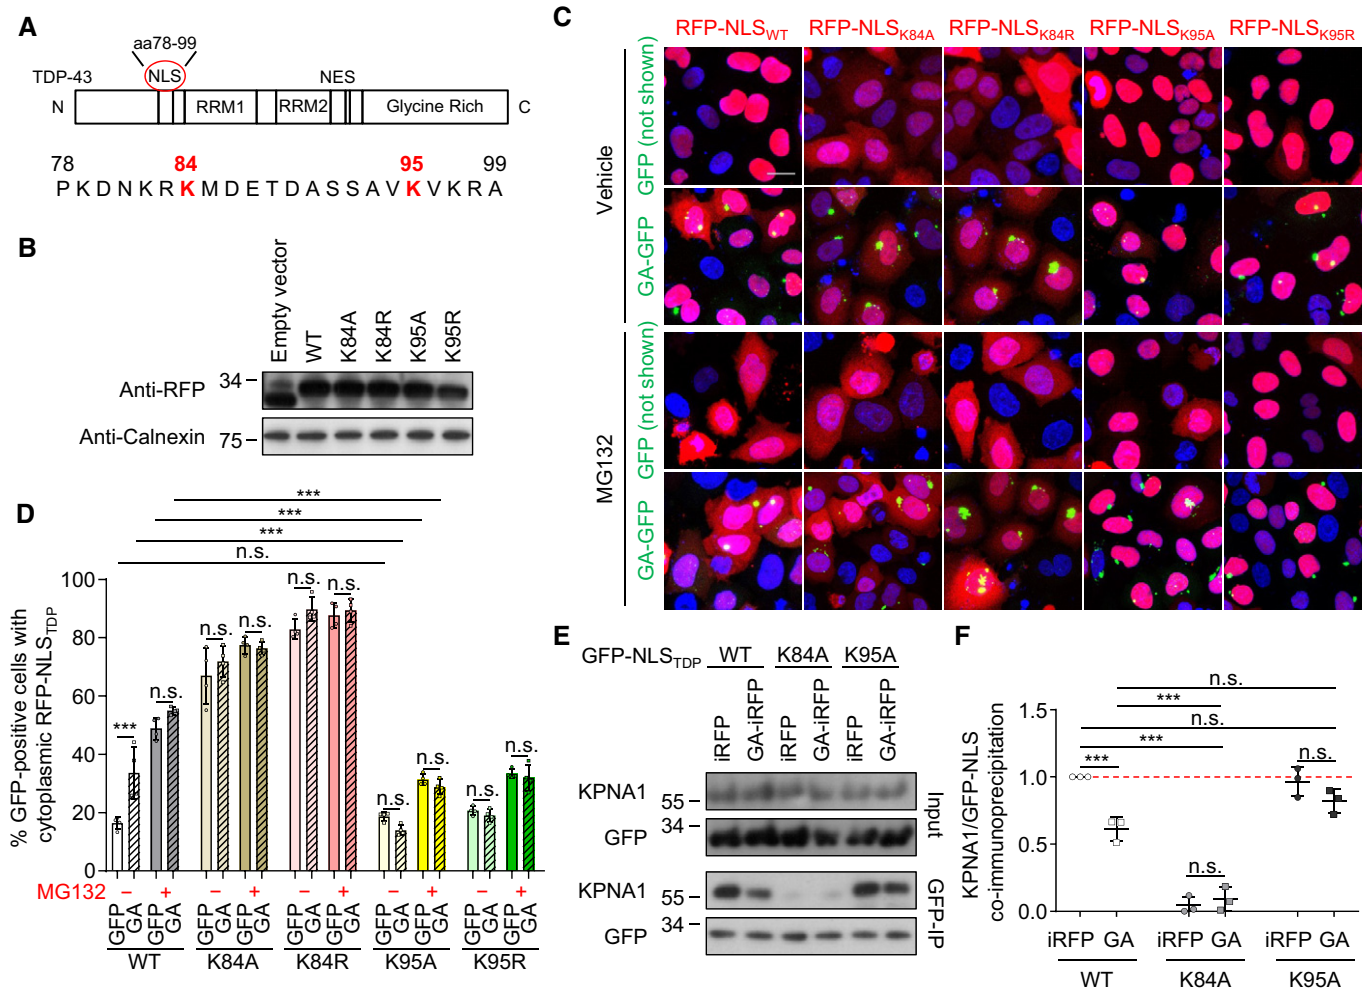 A
aa78-99
TDP-43
NLS
NES
N
RRM1
RRM2
Glycine Rich
C
78
84
95
99
P K D N K R K M D E T D A S S A V K V K R A
B
Empty vector
WT
K84A
K84R
K95A
K95R
Anti-RFP
34
Anti-Calnexin
75
C
RFP-NLSWT
RFP-NLSK84A
RFP-NLSK84R
RFP-NLSK95A
RFP-NLSK95R
Vehicle
GFP (not shown)
GA-GFP
MG132
GFP (not shown)
GA-GFP
D
***
***
***
n.s.
% GFP-positive cells with
cytoplasmic RFP-NLSTDP
100
80
60
40
20
0
***
n.s.
n.s.
n.s.
n.s.
n.s.
n.s.
n.s.
n.s.
n.s.
MG132
− + − + − + − + − +
GFP GA GFP GA GFP GA GFP GA GFP GA GFP GA GFP GA GFP GA GFP GA GFP GA
WT
K84A
K84R
K95A
K95R
E
GFP-NLSTDP
WT
K84A
K95A
iRFP
GA-iRFP
iRFP
GA-iRFP
iRFP
GA-iRFP
KPNA1
55
GFP
34
Input
KPNA1
55
GFP
34
GFP-IP
F
n.s.
***
n.s.
***
***
n.s.
n.s.
KPNA1/GFP-NLS
co-immunoprecipitation
1.5
1.0
0.5
0.0
iRFP GA iRFP GA iRFP GA
WT
K84A
K95A